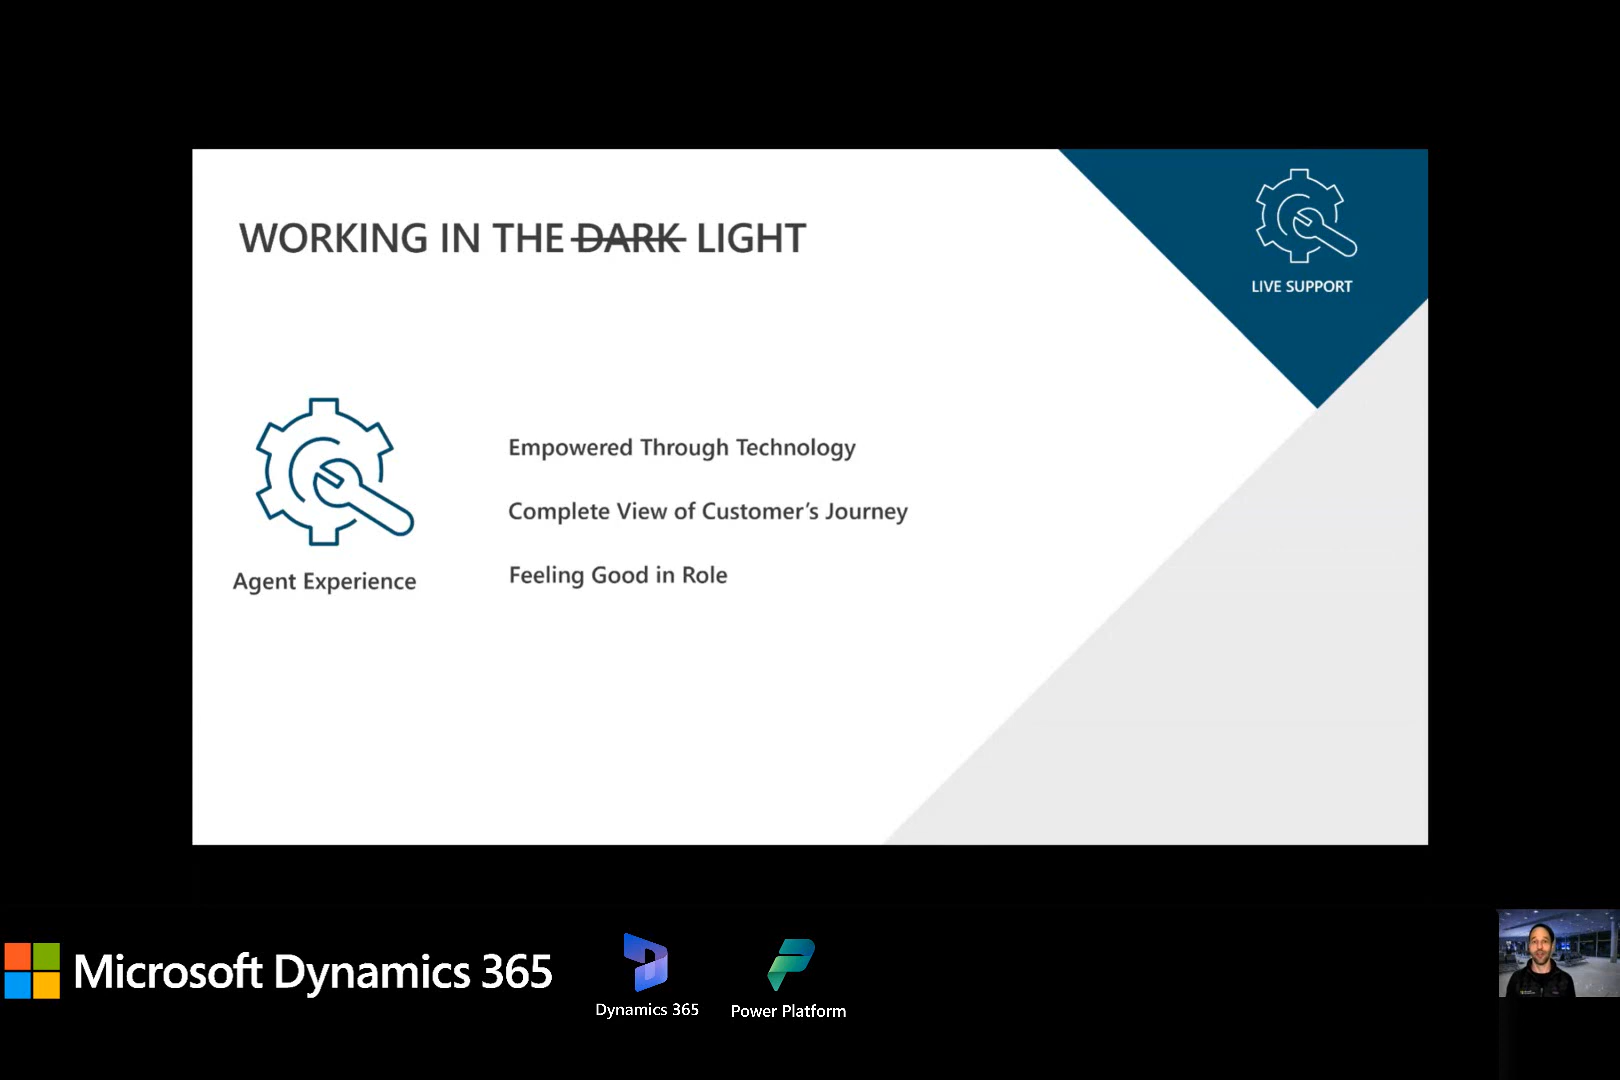 WORKING IN THE DARK LIGHT
LIVE SUPPORT
Empowered Through Technology
Complete View of Customer's Journey
Feeling Good in Role
Agent Experience
Microsoft Dynamics 365
Dynamics 365
Power Platform